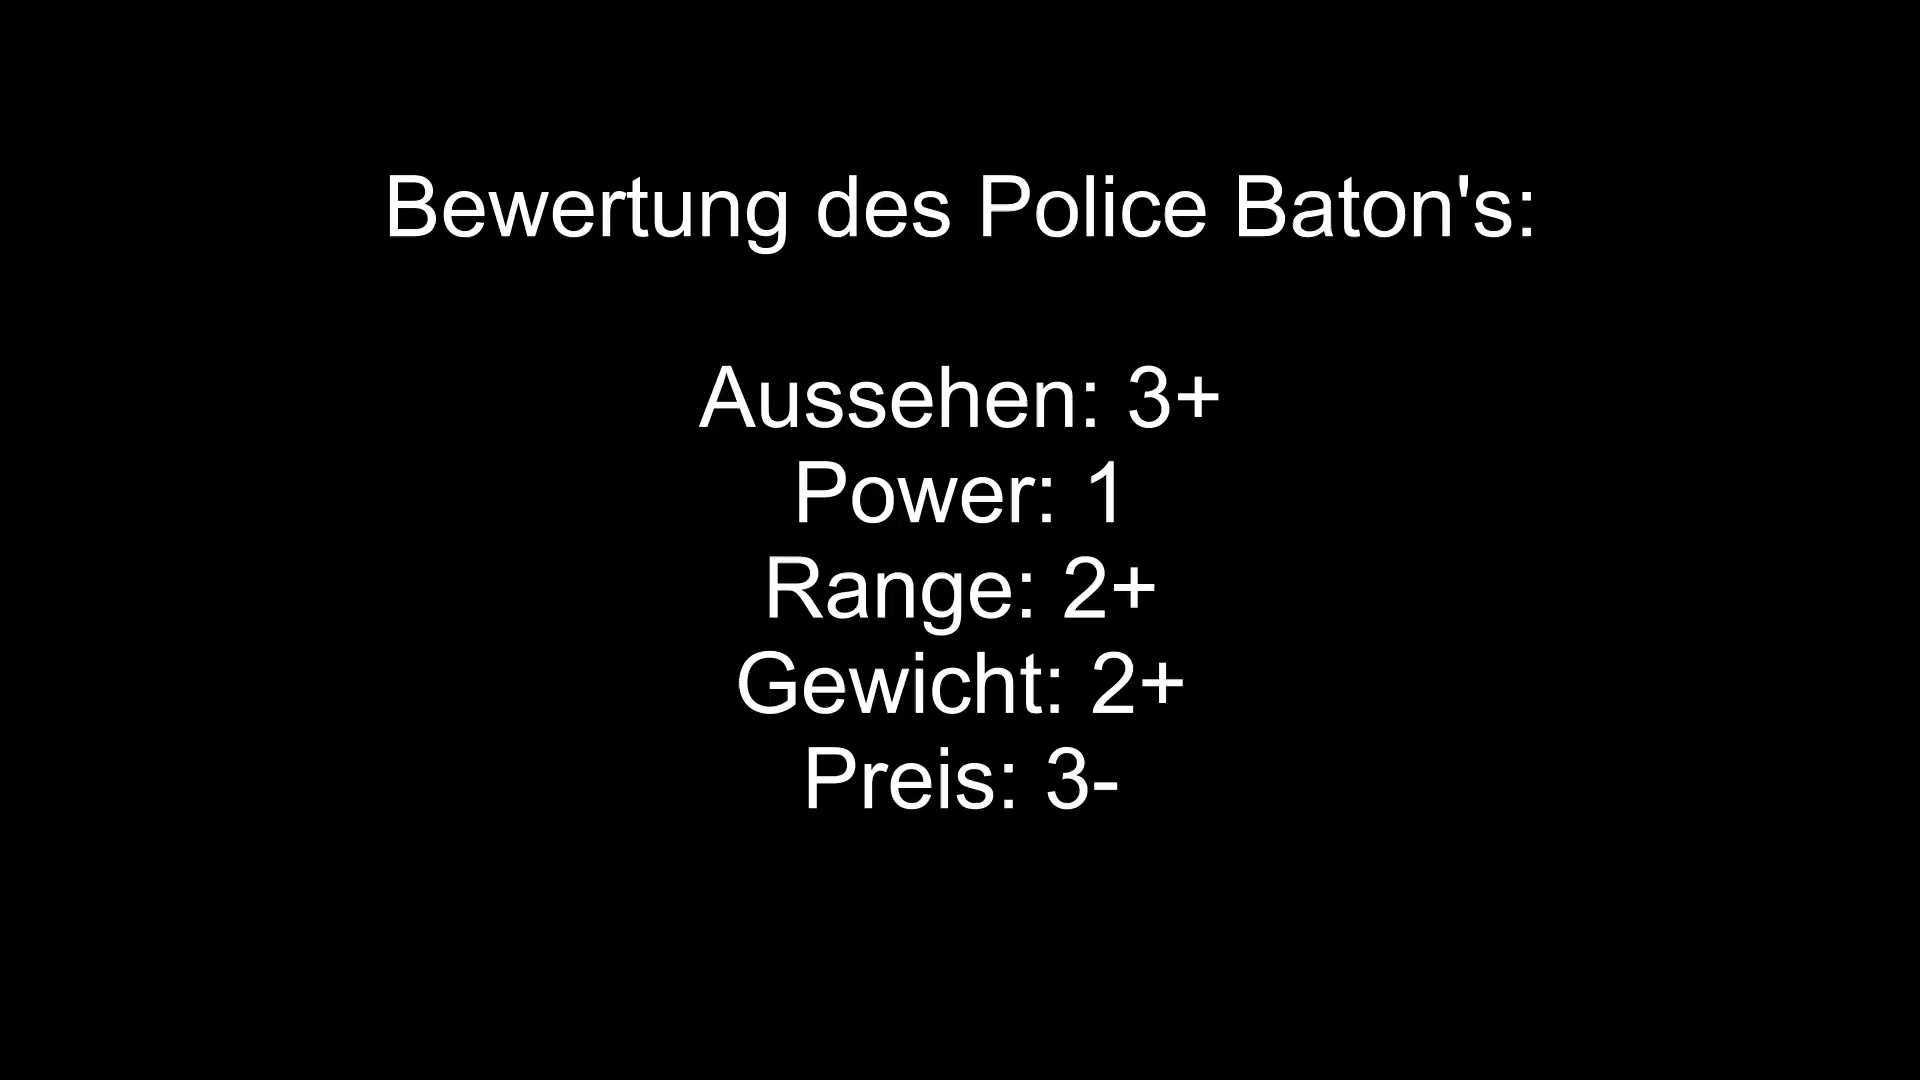 Bewertung des Police Baton's:
Aussehen: 3+
Power: 1
Range: 2+
Gewicht: 2+
Preis: 3-